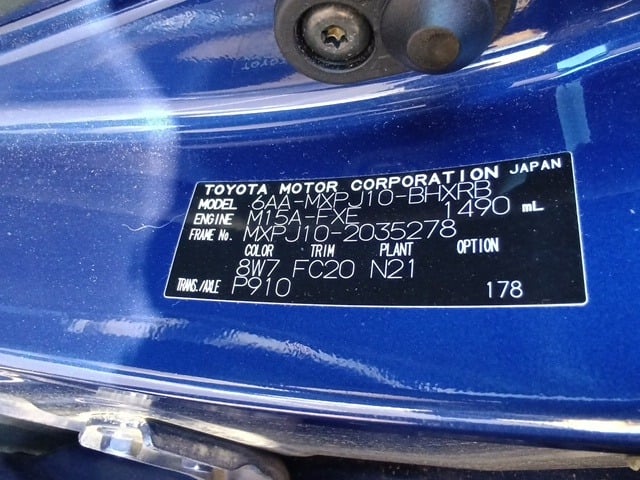 TOYOTA MOTOR CORPORATION JAPAN
MODEL 6AA-MXPJ10-BHXRB
ENGINE M15A-FXE 1490 mL
FRAME No. MXPJ10-2035278
COLOR TRIM PLANT OPTION
8W7 FC20 N21
TRANS./AXLE P910 178